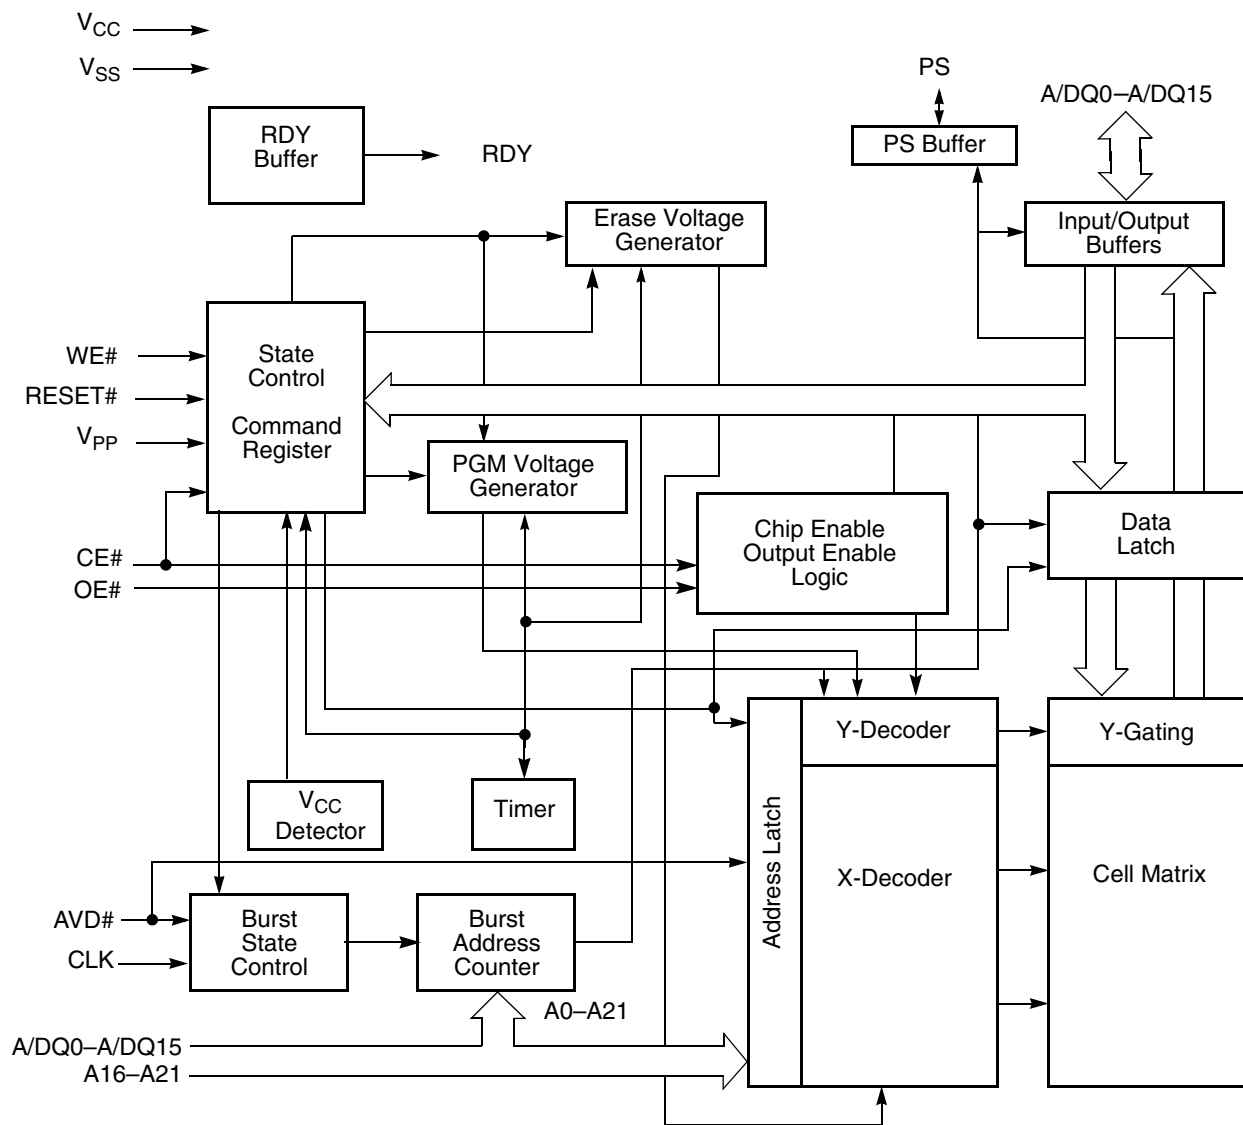 VCC
VSS
PS
A/DQ0–A/DQ15
RDY
Buffer
RDY
PS Buffer
Erase Voltage
Generator
Input/Output
Buffers
WE#
RESET#
VPP
State
Control
Command
Register
PGM Voltage
Generator
Chip Enable
Output Enable
Logic
Data
Latch
CE#
OE#
Y-Decoder
Y-Gating
VCC
Detector
Timer
Address Latch
X-Decoder
Cell Matrix
AVD#
CLK
Burst
State
Control
Burst
Address
Counter
A0–A21
A/DQ0–A/DQ15
A16–A21